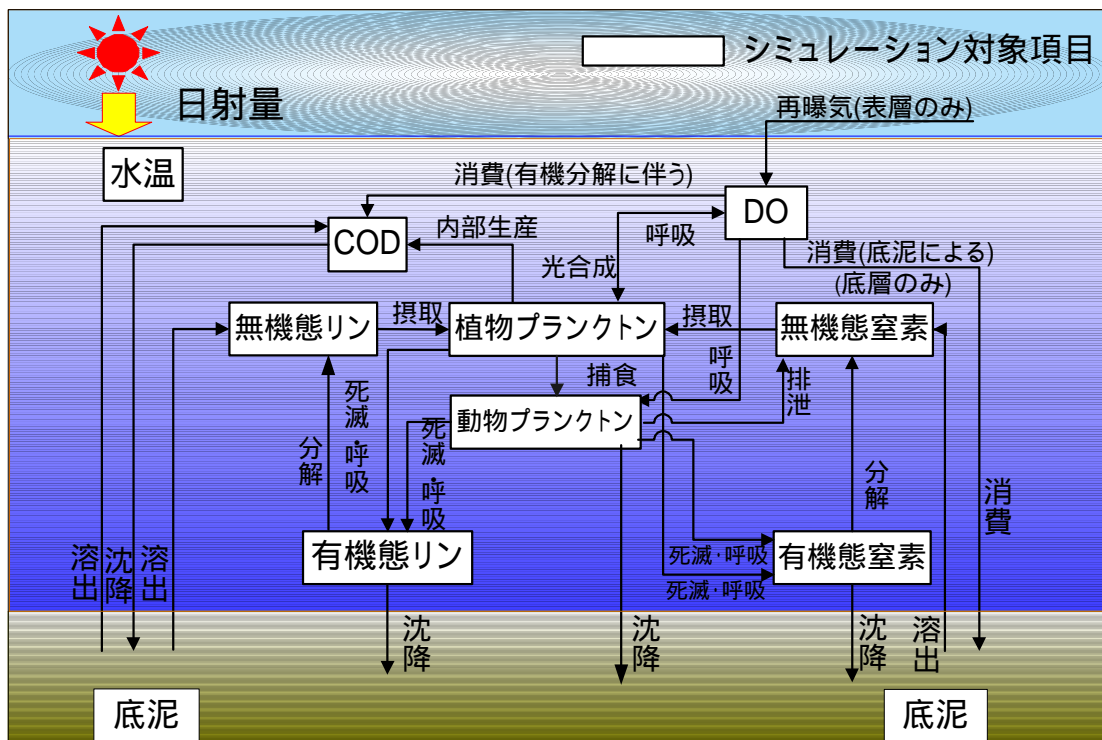 シミュレーション対象項目
日射量
再曝気(表層のみ)
水温
消費(有機分解に伴う)
DO
COD
内部生産
呼吸
消費(底泥による)
(底層のみ)
光合成
無機態リン
摂取
植物プランクトン
摂取
無機態窒素
呼吸
捕食
排泄
動物プランクトン
死滅・呼吸
死滅・呼吸
分解
分解
消費
有機態リン
死滅・呼吸
死滅・呼吸
有機態窒素
溶出
沈降
溶出
沈降
沈降
沈降
溶出
底泥
底泥